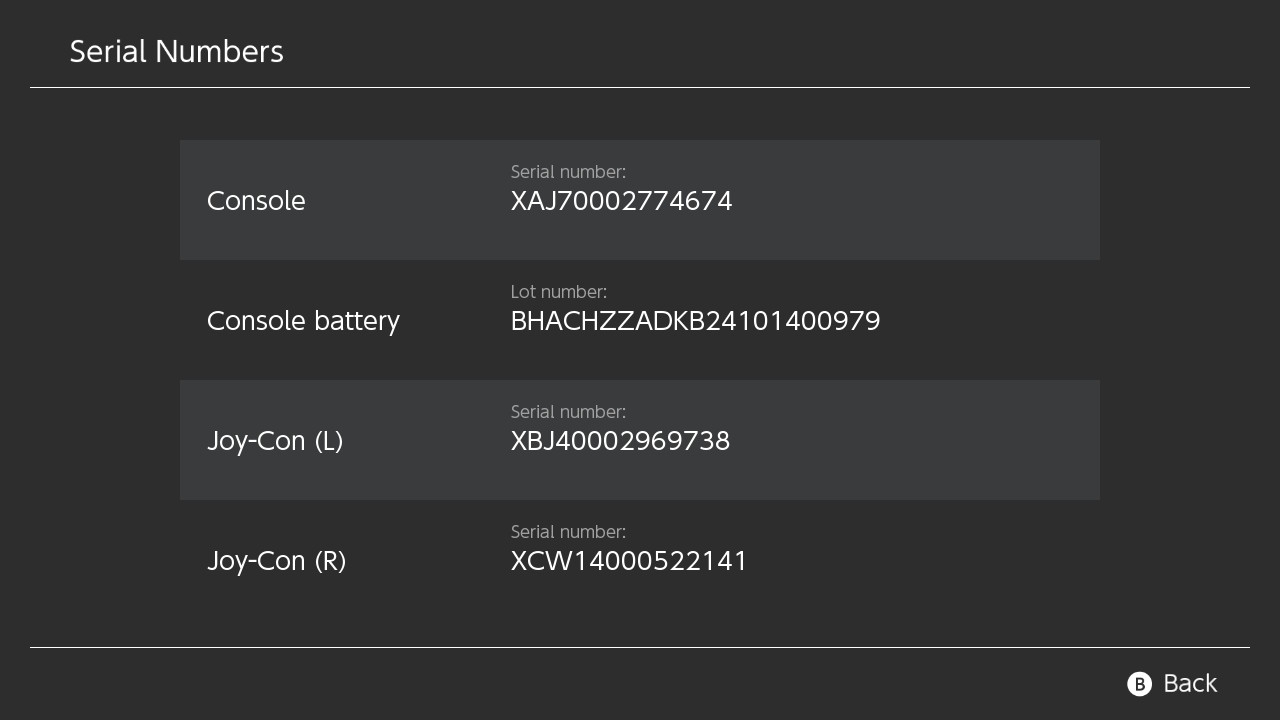 Serial Numbers
Console
Serial number:
XAJ70002774674
Console battery
Lot number:
BHACHZZADKB24101400979
Joy-Con (L)
Serial number:
XBJ40002969738
Joy-Con (R)
Serial number:
XCW14000522141
B Back